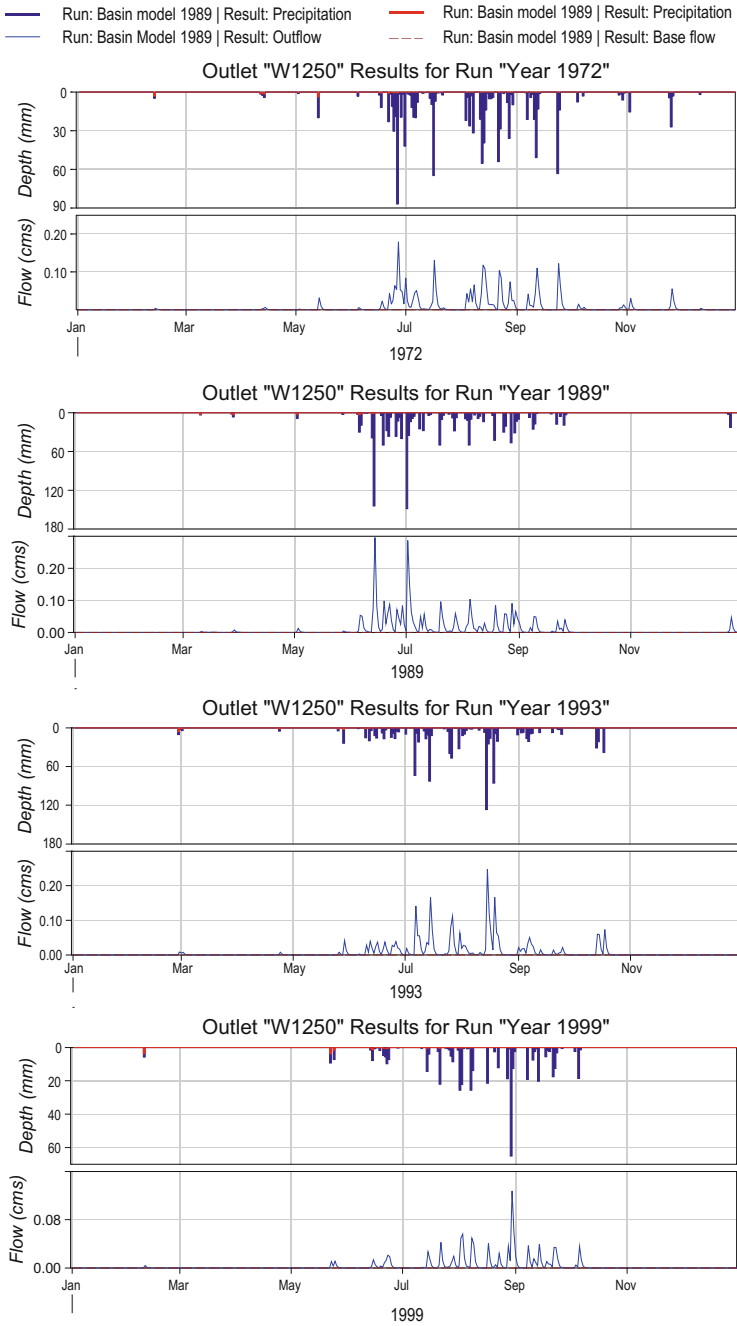 Run: Basin model 1989 | Result: Precipitation
Run: Basin model 1989 | Result: Precipitation
Run: Basin Model 1989 | Result: Outflow
Run: Basin model 1989 | Result: Base flow
Outlet "W1250" Results for Run "Year 1972"
Depth (mm)
0
30
60
90
Flow (cms)
0.20
0.10
Jan Mar May Jul Sep Nov
1972
Outlet "W1250" Results for Run "Year 1989"
Depth (mm)
0
60
120
180
Flow (cms)
0.20
0.10
0.00
Jan Mar May Jul Sep Nov
1989
Outlet "W1250" Results for Run "Year 1993"
Depth (mm)
0
60
120
180
Flow (cms)
0.20
0.10
0.00
Jan Mar May Jul Sep Nov
1993
Outlet "W1250" Results for Run "Year 1999"
Depth (mm)
0
20
40
60
Flow (cms)
0.08
0.00
Jan Mar May Jul Sep Nov
1999